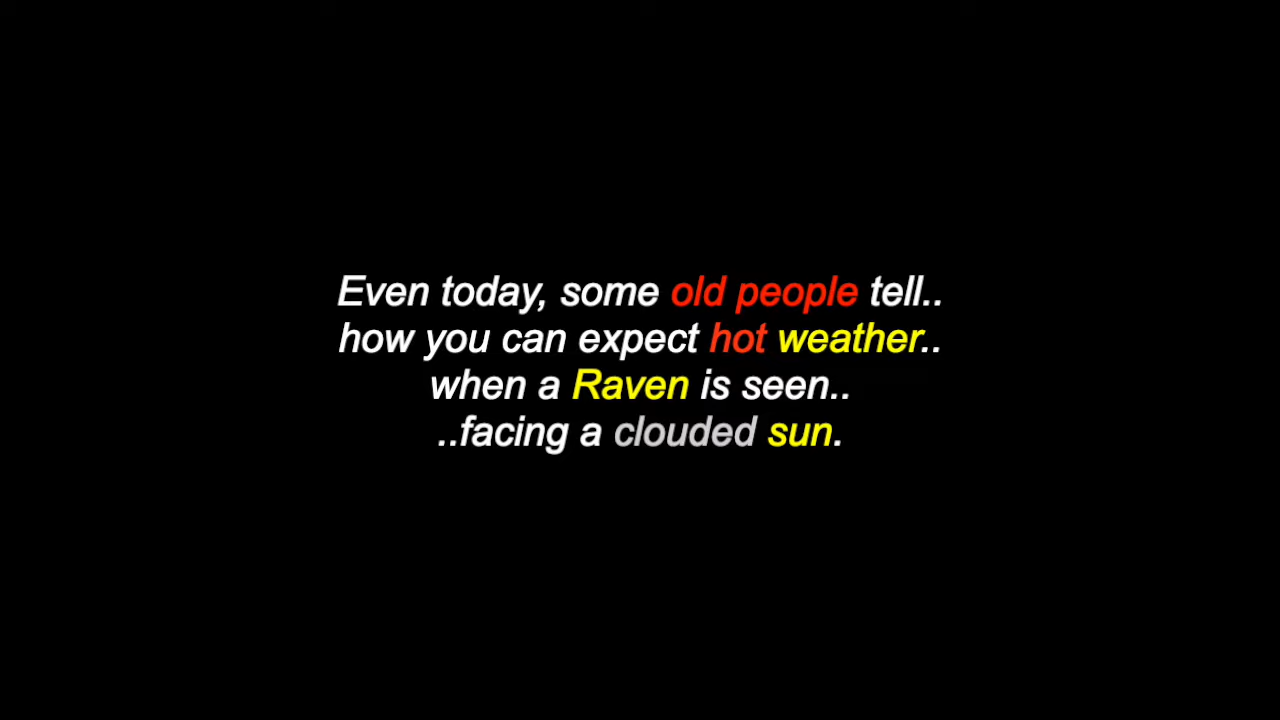 Even today, some old people tell..
how you can expect hot weather..
when a Raven is seen..
..facing a clouded sun.